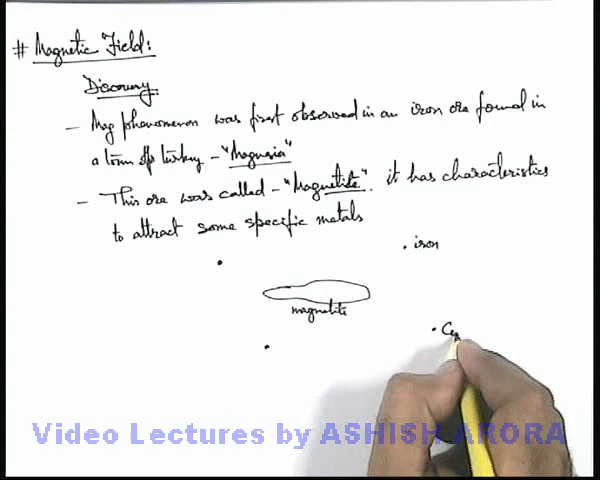 # Magnetic Field:
Discovery
- Mag phenomenon was first observed in an iron ore found in
a town of turkey - "Magnesia"
- This ore was called - "Magnetite". it has characteristics
to attract some specific metals
iron
magnetite
Video Lectures by ASHISH ARORA